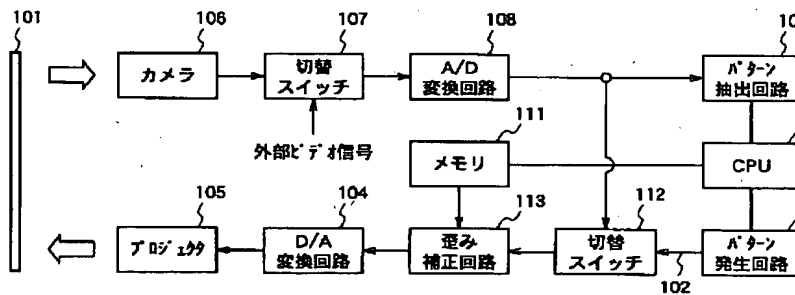 101
106
カメラ
107
切替
スイッチ
外部ビデオ信号
108
A/D
変換回路
10
パターン
抽出回路
111
メモリ
CPU
105
プロジェクタ
104
D/A
変換回路
113
歪み
補正回路
112
切替
スイッチ
102
パターン
発生回路